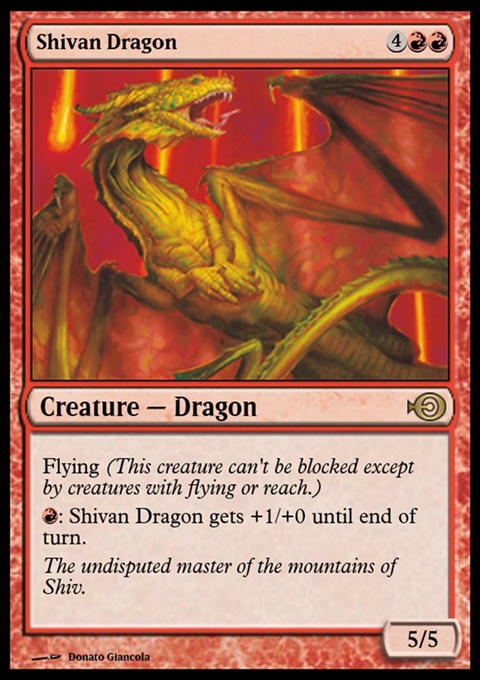 Shivan Dragon 4
Creature — Dragon
Flying (This creature can't be blocked except
by creatures with flying or reach.)
: Shivan Dragon gets +1/+0 until end of
turn.
The undisputed master of the mountains of
Shiv.
5/5
Donato Giancola